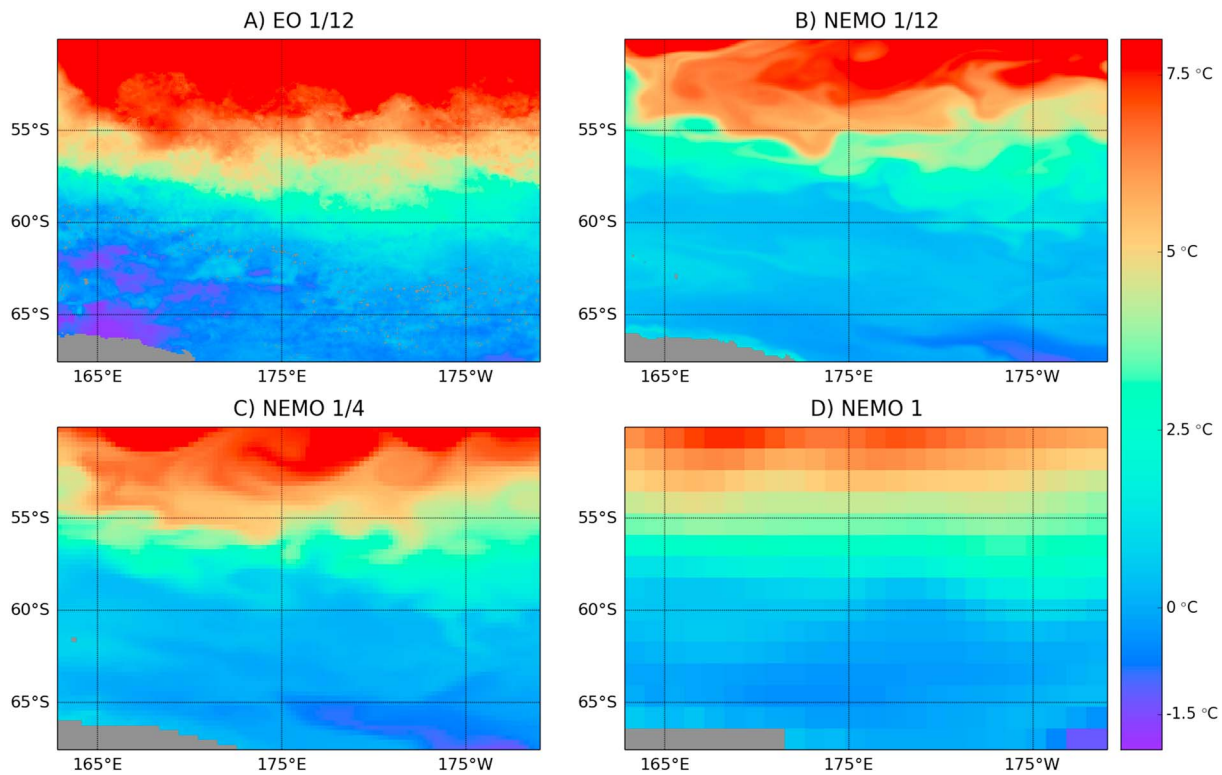 A) EO 1/12
B) NEMO 1/12
55°S
60°S
65°S
165°E
175°E
175°W
55°S
60°S
65°S
165°E
175°E
175°W
C) NEMO 1/4
D) NEMO 1
55°S
60°S
65°S
165°E
175°E
175°W
55°S
60°S
65°S
165°E
175°E
175°W
7.5 °C
5 °C
2.5 °C
0 °C
-1.5 °C